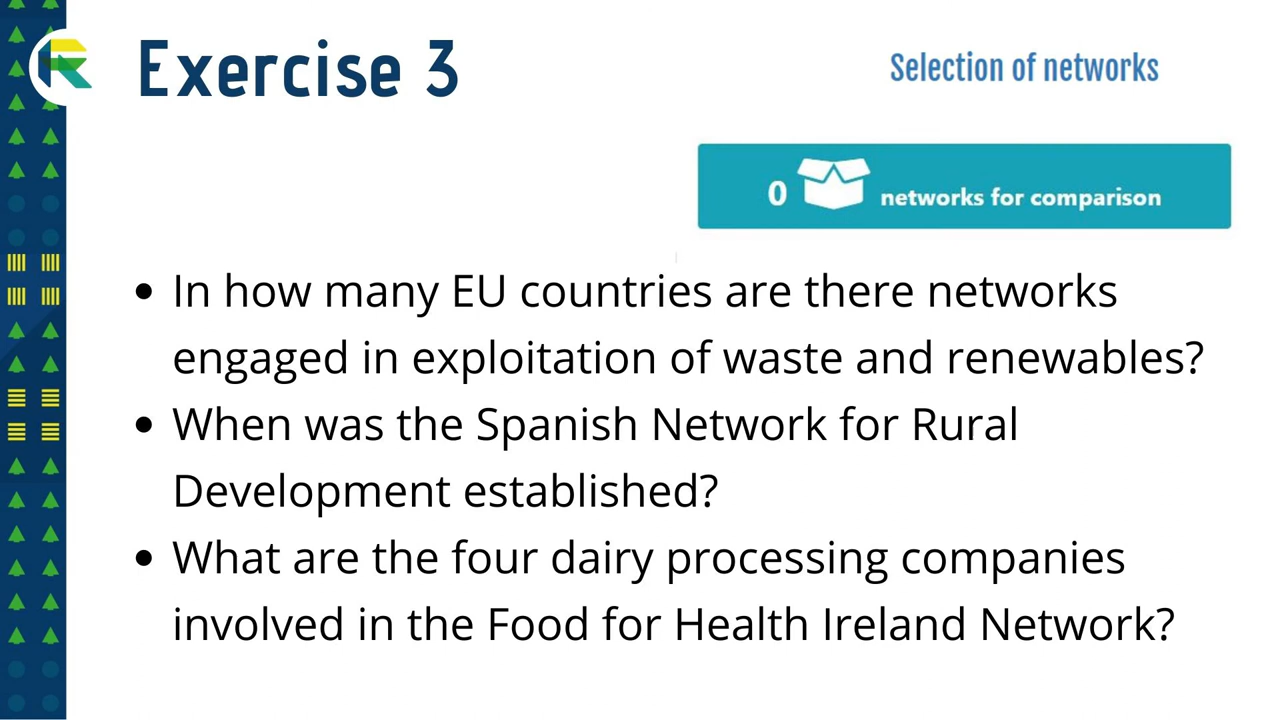 Exercise 3
Selection of networks
0 networks for comparison
• In how many EU countries are there networks
engaged in exploitation of waste and renewables?
• When was the Spanish Network for Rural
Development established?
• What are the four dairy processing companies
involved in the Food for Health Ireland Network?